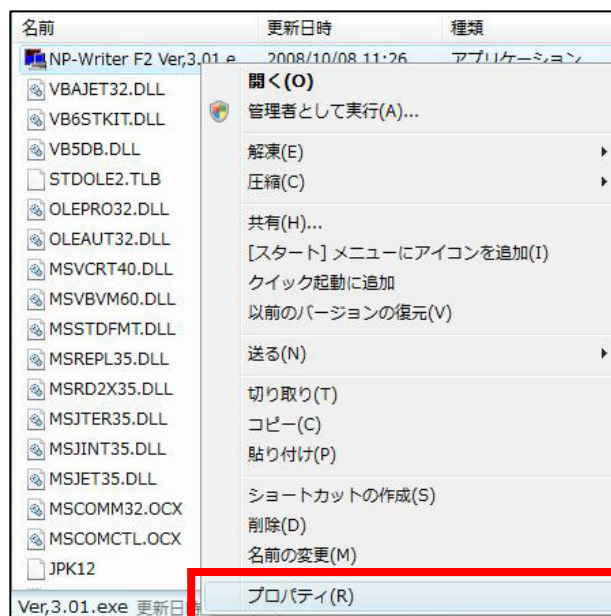 名前 更新日時 種類
NP-Writer F2 Ver,3.01.e 2008/10/08 11:26 アプリケーション
VBAJET32.DLL
VB6STKIT.DLL
VB5DB.DLL
STDOLE2.TLB
OLEPRO32.DLL
OLEAUT32.DLL
MSVCRT40.DLL
MSVBVM60.DLL
MSSTDFMT.DLL
MSREPL35.DLL
MSRD2X35.DLL
MSJTER35.DLL
MSJINT35.DLL
MSJET35.DLL
MSCOMM32.OCX
MSCOMCTL.OCX
JPK12
Ver,3.01.exe 更新日時
開く(O)
管理者として実行(A)...
解凍(E)
圧縮(C)
共有(H)...
[スタート] メニューにアイコンを追加(I)
クイック起動に追加
以前のバージョンの復元(V)
送る(N)
切り取り(T)
コピー(C)
貼り付け(P)
ショートカットの作成(S)
削除(D)
名前の変更(M)
プロパティ(R)